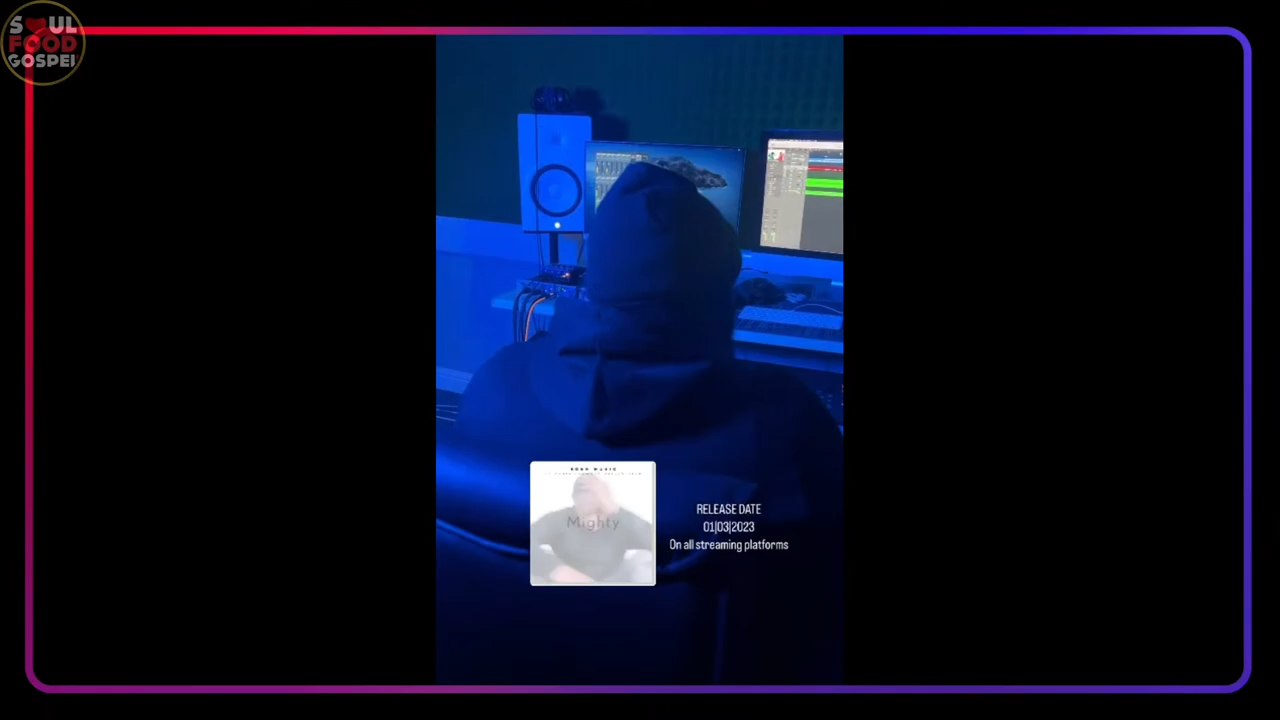 SOUL
FOOD
GOSPEL
Mighty
RELEASE DATE
01|03|2023
On all streaming platforms